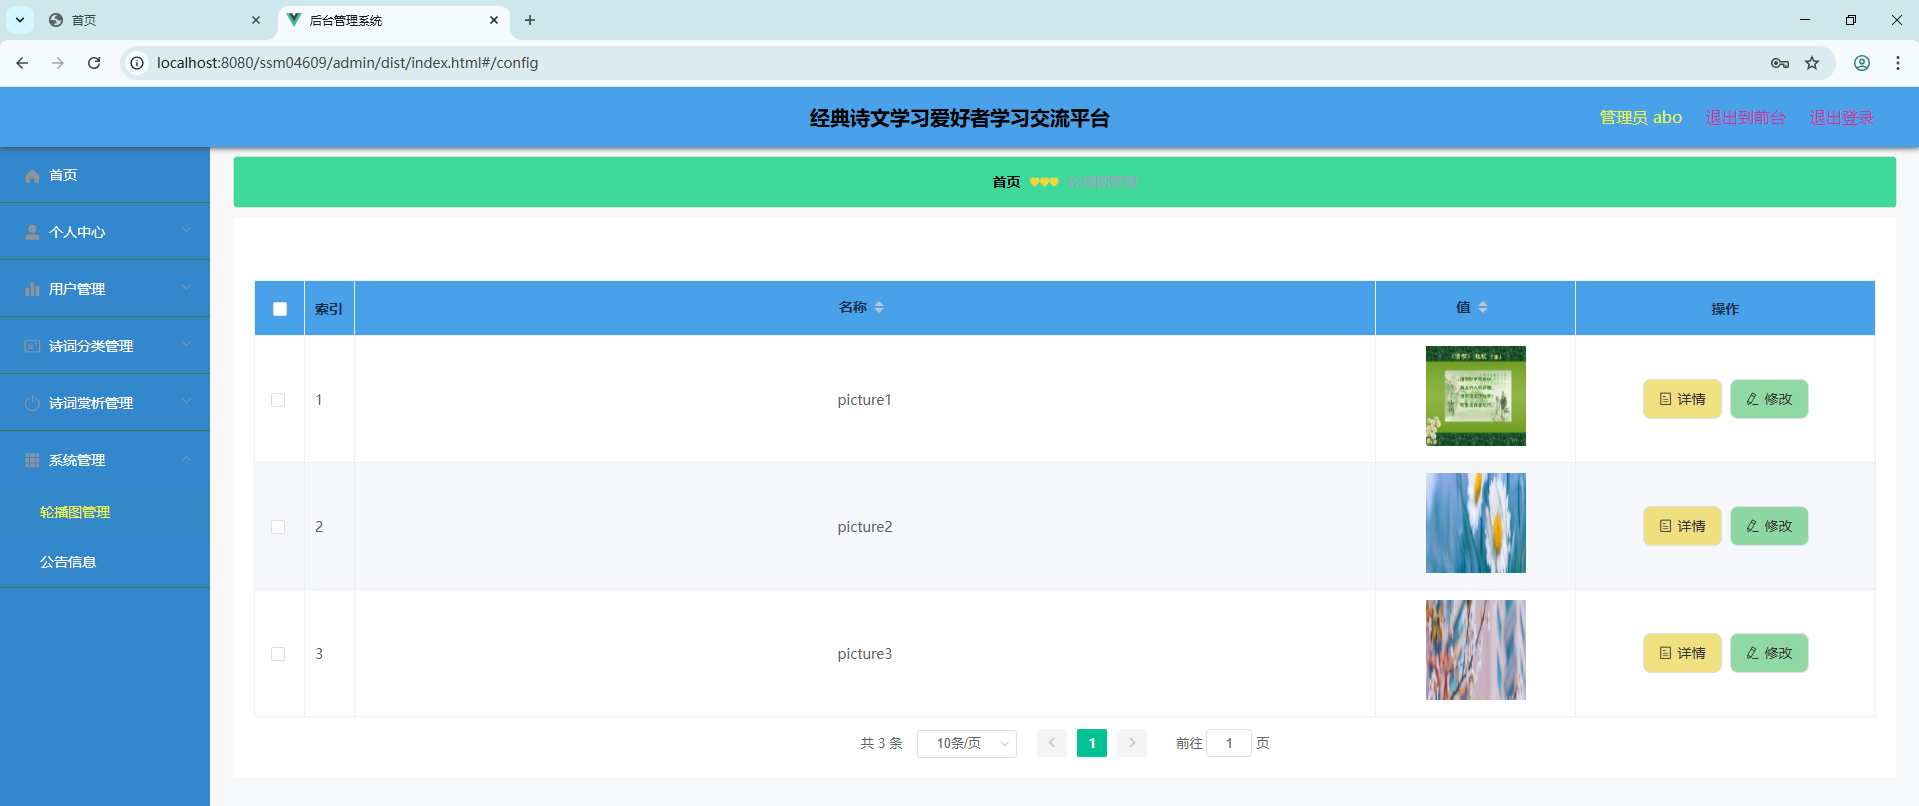 首页
后台管理系统
localhost:8080/ssm04609/admin/dist/index.html#/config
经典诗文学习爱好者学习交流平台
管理员 abo
退出到前台
退出登录
首页
个人中心
用户管理
诗词分类管理
诗词赏析管理
系统管理
轮播图管理
公告信息
首页 轮播图管理
索引 名称 值 操作
1 picture1 详情 修改
2 picture2 详情 修改
3 picture3 详情 修改
共 3 条 10条/页 1 前往 1 页